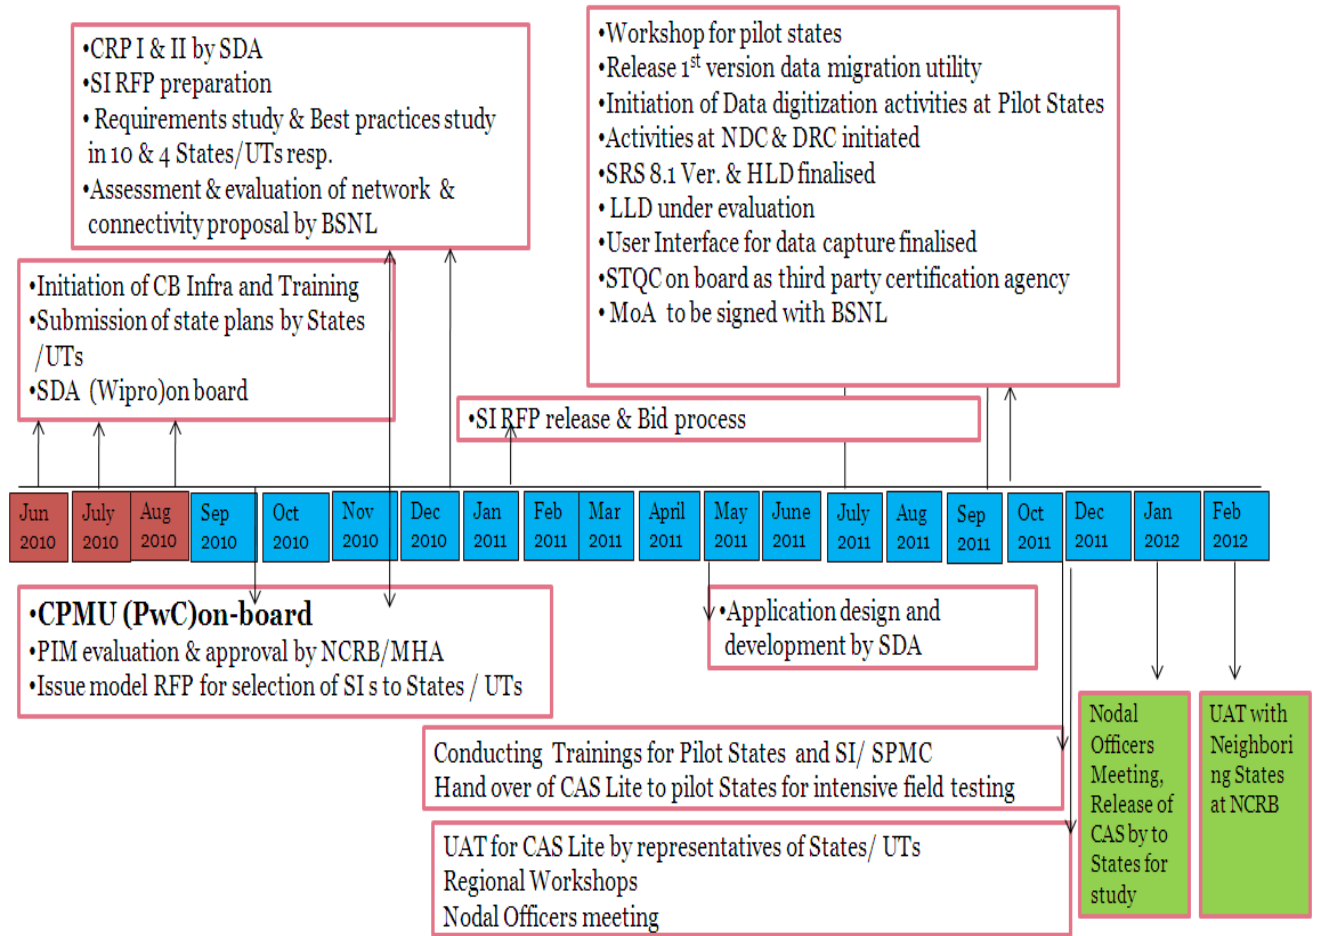 •CRP I & II by SDA
•SI RFP preparation
• Requirements study & Best practices study
in 10 & 4 States/UTs resp.
•Assessment & evaluation of network &
connectivity proposal by BSNL
•Workshop for pilot states
•Release 1st version data migration utility
•Initiation of Data digitization activities at Pilot States
•Activities at NDC & DRC initiated
•SRS 8.1 Ver. & HLD finalised
• LLD under evaluation
•User Interface for data capture finalised
•STQC on board as third party certification agency
• MoA to be signed with BSNL
•Initiation of CB Infra and Training
•Submission of state plans by States
/UTs
•SDA (Wipro)on board
•SI RFP release & Bid process
Jun
2010
July
2010
Aug
2010
Sep
2010
Oct
2010
Nov
2010
Dec
2010
Jan
2011
Feb
2011
Mar
2011
April
2011
May
2011
June
2011
July
2011
Aug
2011
Sep
2011
Oct
2011
Dec
2011
Jan
2012
Feb
2012
•CPMU (PwC)on-board
•PIM evaluation & approval by NCRB/MHA
•Issue model RFP for selection of SI s to States / UTs
•Application design and
development by SDA
Conducting Trainings for Pilot States and SI/ SPMC
Hand over of CAS Lite to pilot States for intensive field testing
UAT for CAS Lite by representatives of States/ UTs
Regional Workshops
Nodal Officers meeting
Nodal
Officers
Meeting,
Release of
CAS by to
States for
study
UAT with
Neighbori
ng States
at NCRB